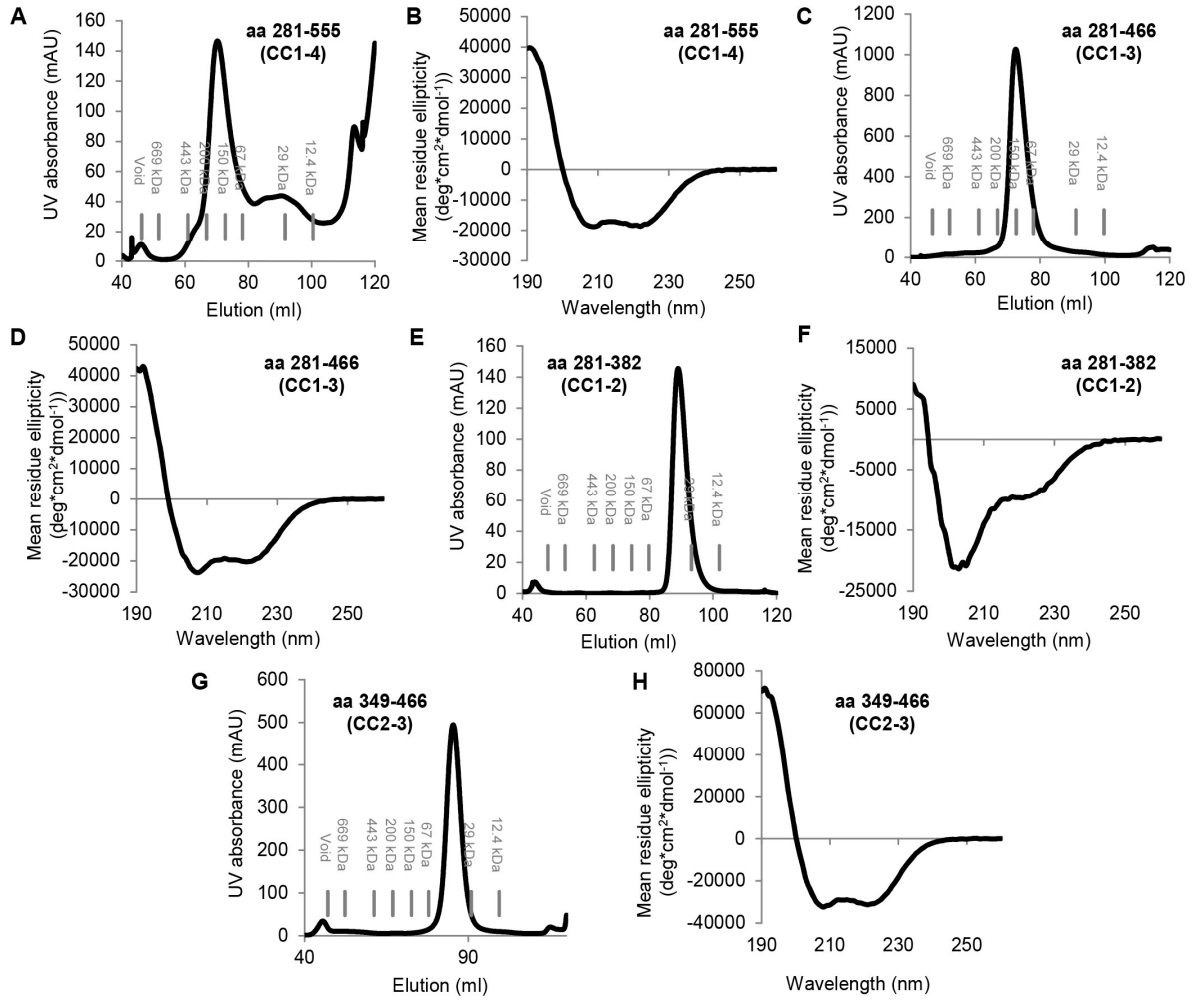 A
aa 281-555
(CC1-4)
UV absorbance (mAU)
160
140
120
100
80
60
40
20
0
Void
669 kDa
443 kDa
200 kDa
150 kDa
67 kDa
29 kDa
12.4 kDa
40 60 80 100 120
Elution (ml)
B
aa 281-555
(CC1-4)
Mean residue ellipticity
(deg*cm²*dmol⁻¹))
50000
40000
30000
20000
10000
0
-10000
-20000
-30000
190 210 230 250
Wavelength (nm)
C
aa 281-466
(CC1-3)
UV absorbance (mAU)
1200
1000
800
600
400
200
0
Void
669 kDa
443 kDa
200 kDa
150 kDa
67 kDa
29 kDa
12.4 kDa
40 60 80 100 120
Elution (ml)
D
aa 281-466
(CC1-3)
Mean residue ellipticity
(deg*cm²*dmol⁻¹))
50000
40000
30000
20000
10000
0
-10000
-20000
-30000
190 210 230 250
Wavelength (nm)
E
aa 281-382
(CC1-2)
UV absorbance (mAU)
160
140
120
100
80
60
40
20
0
Void
669 kDa
443 kDa
200 kDa
150 kDa
67 kDa
29 kDa
12.4 kDa
40 60 80 100 120
Elution (ml)
F
aa 281-382
(CC1-2)
Mean residue ellipticity
(deg*cm²*dmol⁻¹))
15000
5000
-5000
-15000
-25000
190 210 230 250
Wavelength (nm)
G
aa 349-466
(CC2-3)
UV absorbance (mAU)
600
500
400
300
200
100
0
Void
669 kDa
443 kDa
200 kDa
150 kDa
67 kDa
29 kDa
12.4 kDa
40 90
Elution (ml)
H
aa 349-466
(CC2-3)
Mean residue ellipticity
(deg*cm²*dmol⁻¹))
80000
60000
40000
20000
0
-20000
-40000
190 210 230 250
Wavelength (nm)